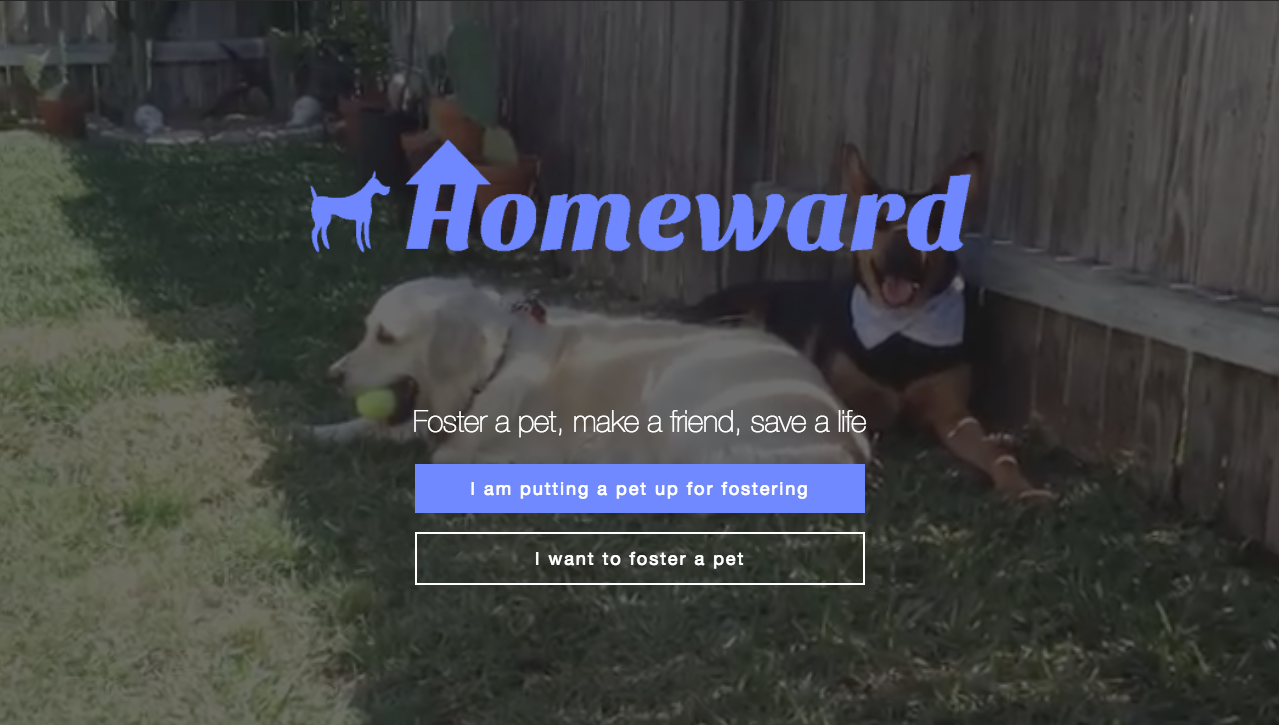 Homeward
Foster a pet, make a friend, save a life
I am putting a pet up for fostering
I want to foster a pet